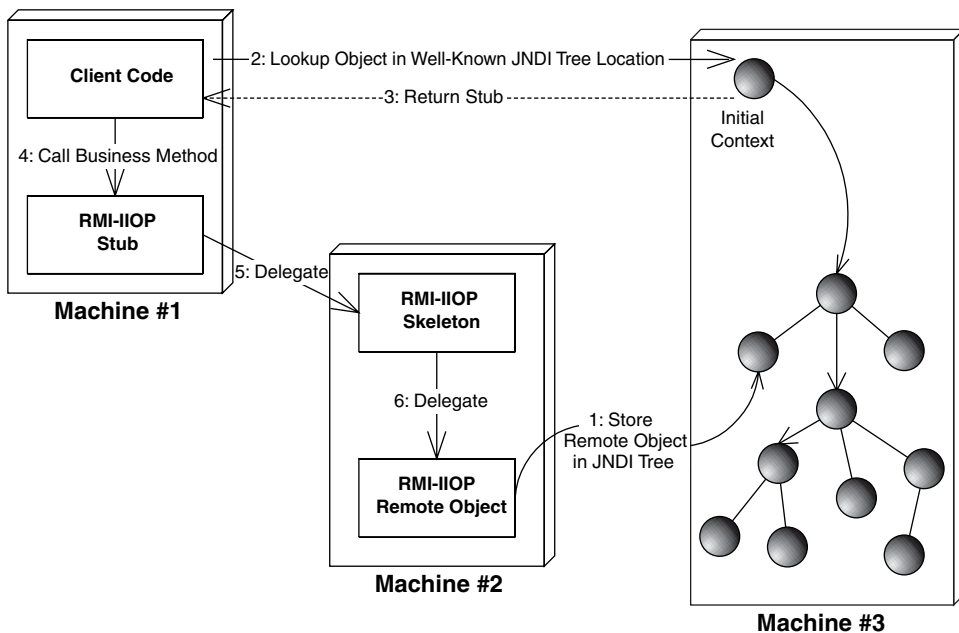 Client Code
2: Lookup Object in Well-Known JNDI Tree Location
3: Return Stub
Initial
Context
4: Call Business Method
RMI-IIOP
Stub
5: Delegate
Machine #1
RMI-IIOP
Skeleton
6: Delegate
1: Store
Remote Object
in JNDI Tree
RMI-IIOP
Remote Object
Machine #2
Machine #3